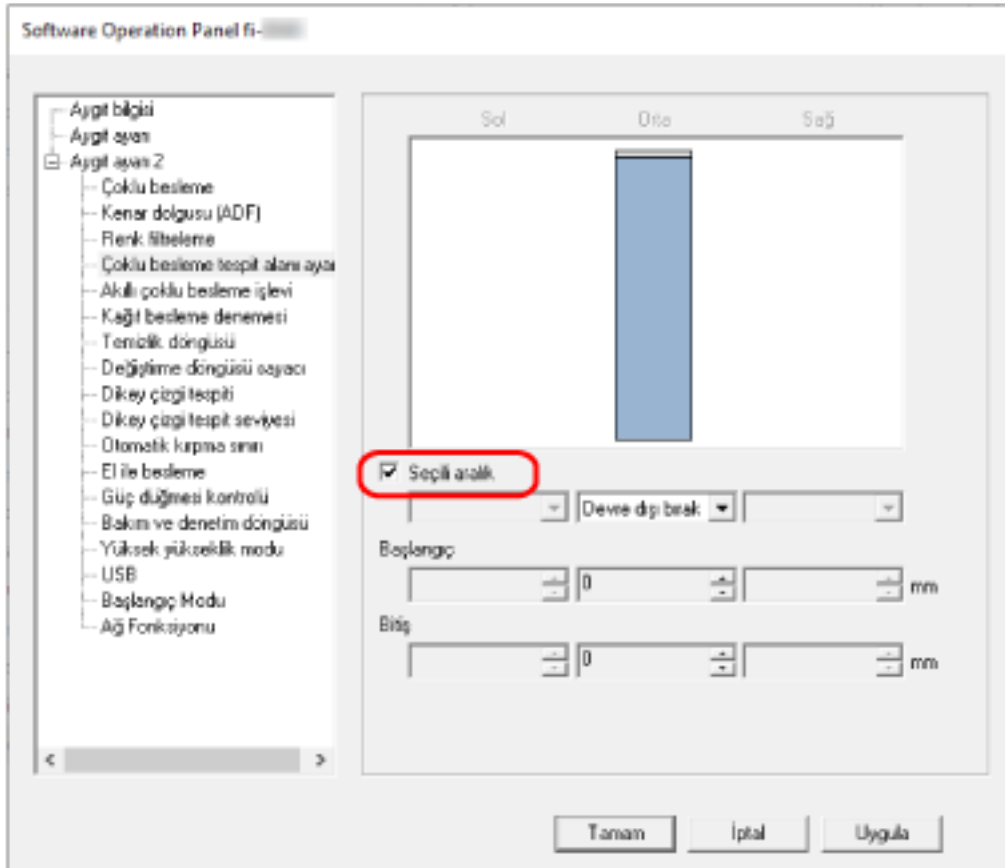 Software Operation Panel fi-
Aygıt bilgisi
Aygıt ayarı
Aygıt ayarı 2
Çoklu besleme
Kenar dolgusu (ADF)
Renk filtreleme
Çoklu besleme tespit alanı ayar
Akıllı çoklu besleme işlevi
Kağıt besleme denemesi
Temizlik döngüsü
Değiştirme döngüsü sayacı
Dikey çizgi tespiti
Dikey çizgi tespit seviyesi
Otomatik kırpma sınırı
El ile besleme
Güç düğmesi kontrolü
Bakım ve denetim döngüsü
Yüksek yükseklik modu
USB
Başlangıç Modu
Ağ Fonksiyonu
Sol Orta Sağ
Seçili aralık
Devre dışı bırak
Başlangıç
0 mm
Bitiş
0 mm
Tamam İptal Uygula